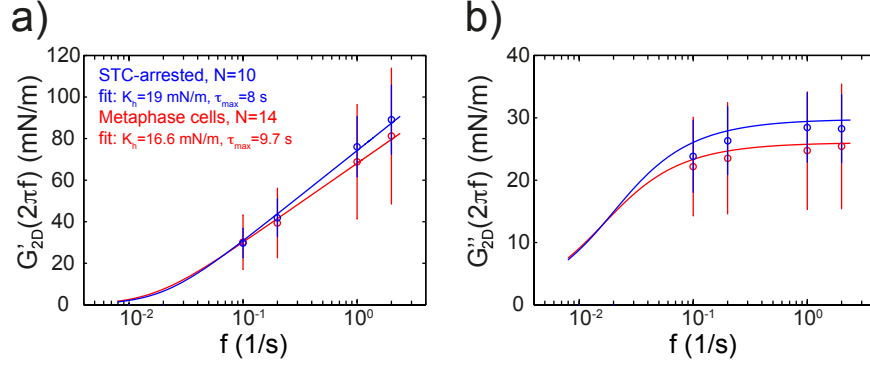 a)
120
100
80
60
40
20
0
G'₂D(2πf) (mN/m)
STC-arrested, N=10
fit: Kₕ=19 mN/m, τₘₐₓ=8 s
Metaphase cells, N=14
fit: Kₕ=16.6 mN/m, τₘₐₓ=9.7 s
10⁻²
10⁻¹
10⁰
f (1/s)
b)
40
30
20
10
0
G''₂D(2πf) (mN/m)
10⁻²
10⁻¹
10⁰
f (1/s)